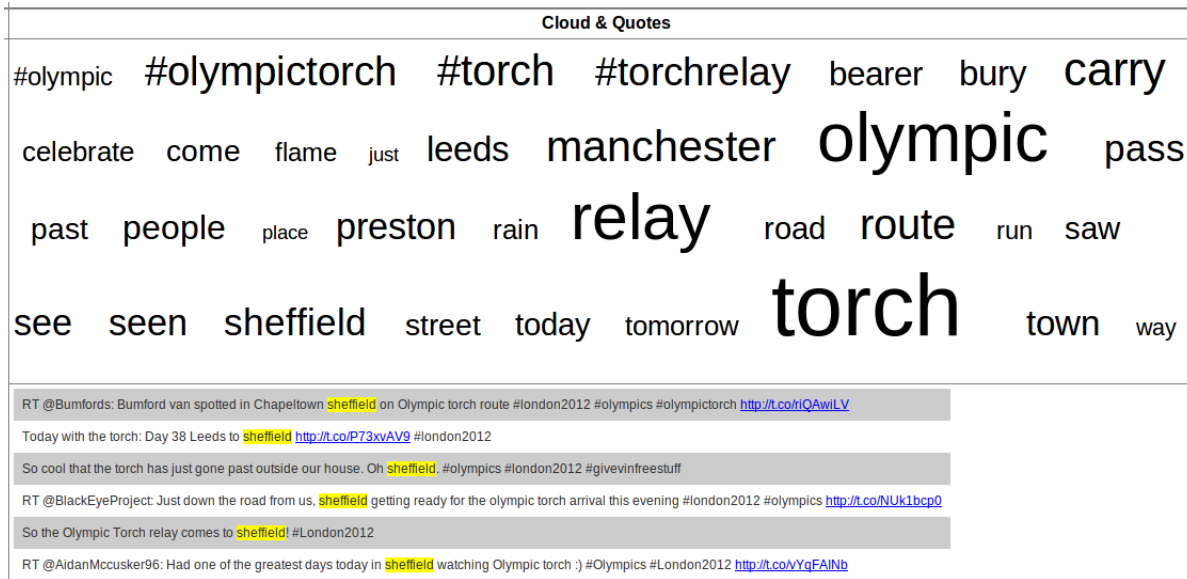 Cloud & Quotes
#olympic #olympictorch #torch #torchrelay bearer bury carry
celebrate come flame just leeds manchester olympic pass
past people place preston rain relay road route run saw
see seen sheffield street today tomorrow torch town way
RT @Bumfords: Bumford van spotted in Chapeltown sheffield on Olympic torch route #london2012 #olympics #olympictorch http://t.co/riQAwiLV
Today with the torch: Day 38 Leeds to sheffield http://t.co/P73xvAV9 #london2012
So cool that the torch has just gone past outside our house. Oh sheffield. #olympics #london2012 #givevinfreestuff
RT @BlackEyeProject: Just down the road from us, sheffield getting ready for the olympic torch arrival this evening #london2012 #olympics http://t.co/NUk1bcp0
So the Olympic Torch relay comes to sheffield! #London2012
RT @AidanMccusker96: Had one of the greatest days today in sheffield watching Olympic torch :) #Olympics #London2012 http://t.co/vYqFAlNb